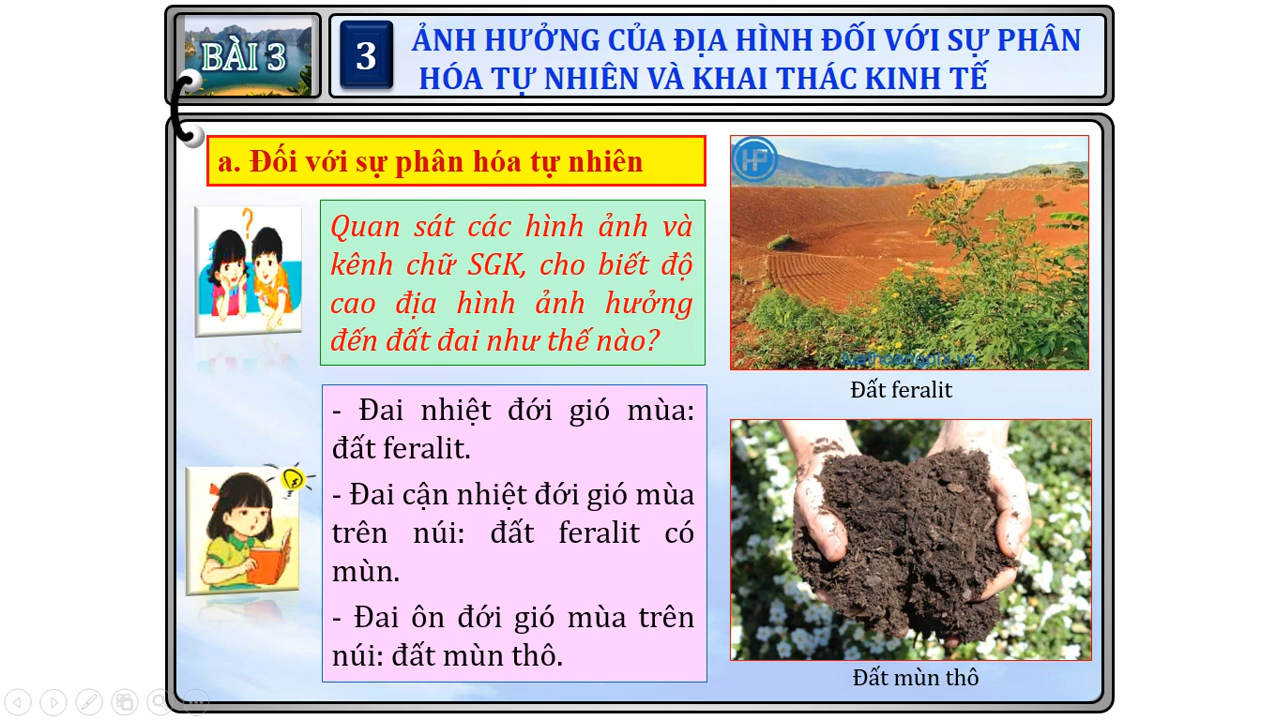 BÀI 3
3
ẢNH HƯỞNG CỦA ĐỊA HÌNH ĐỐI VỚI SỰ PHÂN
HÓA TỰ NHIÊN VÀ KHAI THÁC KINH TẾ
a. Đối với sự phân hóa tự nhiên
?
Quan sát các hình ảnh và
kênh chữ SGK, cho biết độ
cao địa hình ảnh hưởng
đến đất đai như thế nào?
- Đai nhiệt đới gió mùa:
đất feralit.
- Đai cận nhiệt đới gió mùa
trên núi: đất feralit có
mùn.
- Đai ôn đới gió mùa trên
núi: đất mùn thô.
HP
luathoangphi.vn
Đất feralit
Đất mùn thô